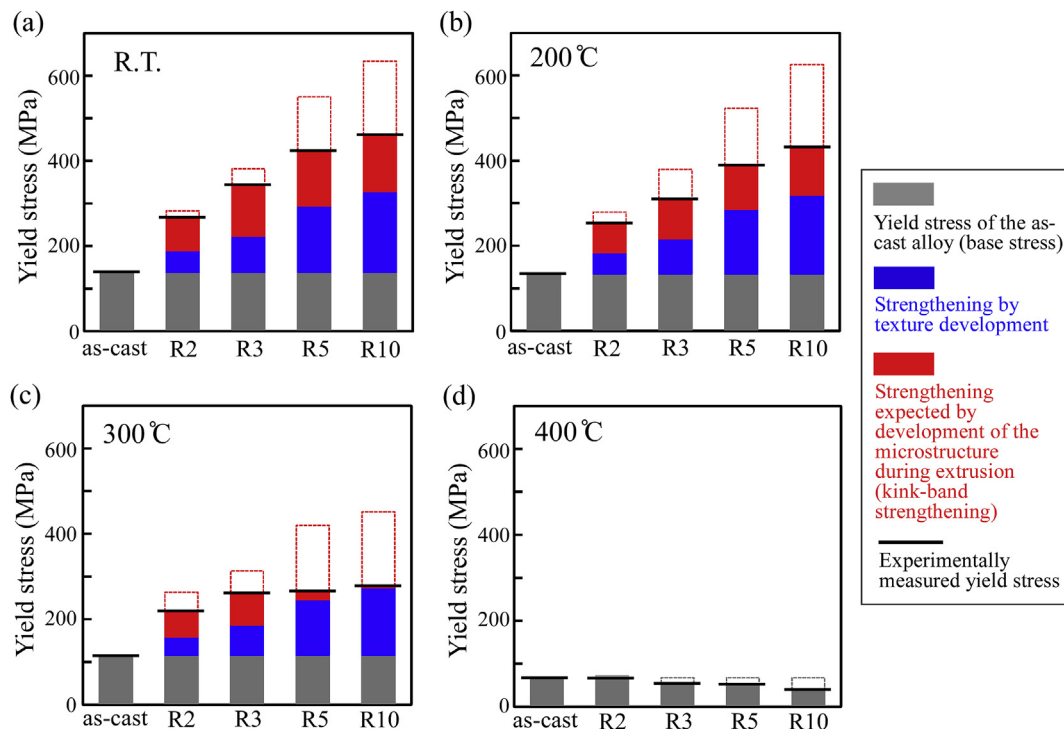 (a)
R.T.
Yield stress (MPa)
600
400
200
0
as-cast R2 R3 R5 R10
(b)
200℃
Yield stress (MPa)
600
400
200
0
as-cast R2 R3 R5 R10
(c)
300℃
Yield stress (MPa)
600
400
200
0
as-cast R2 R3 R5 R10
(d)
400℃
Yield stress (MPa)
600
400
200
0
as-cast R2 R3 R5 R10
Yield stress of the as-
cast alloy (base stress)
Strengthening by
texture development
Strengthening
expected by
development of the
microstructure
during extrusion
(kink-band
strengthening)
Experimentally
measured yield stress